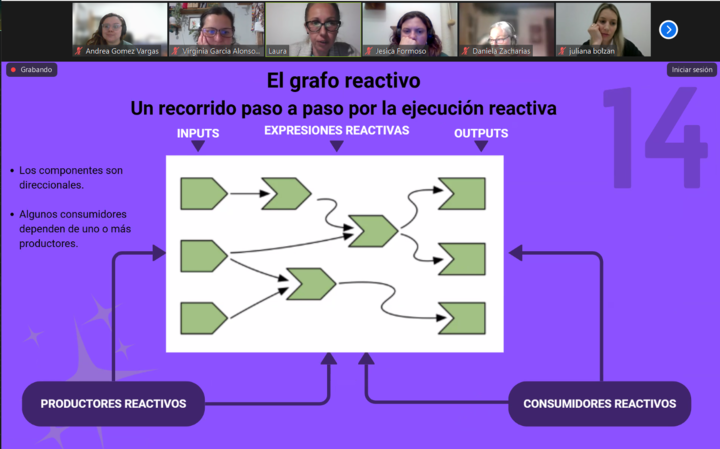 Andrea Gomez Vargas
Virginia García Alonso...
Laura
Jesica Formoso
Daniela Zacharias
juliana bolzán
Grabando
Iniciar sesión
El grafo reactivo
14
Un recorrido paso a paso por la ejecución reactiva
INPUTS
EXPRESIONES REACTIVAS
OUTPUTS
• Los componentes son
direccionales.
• Algunos consumidores
dependen de uno o más
productores.
PRODUCTORES REACTIVOS
CONSUMIDORES REACTIVOS